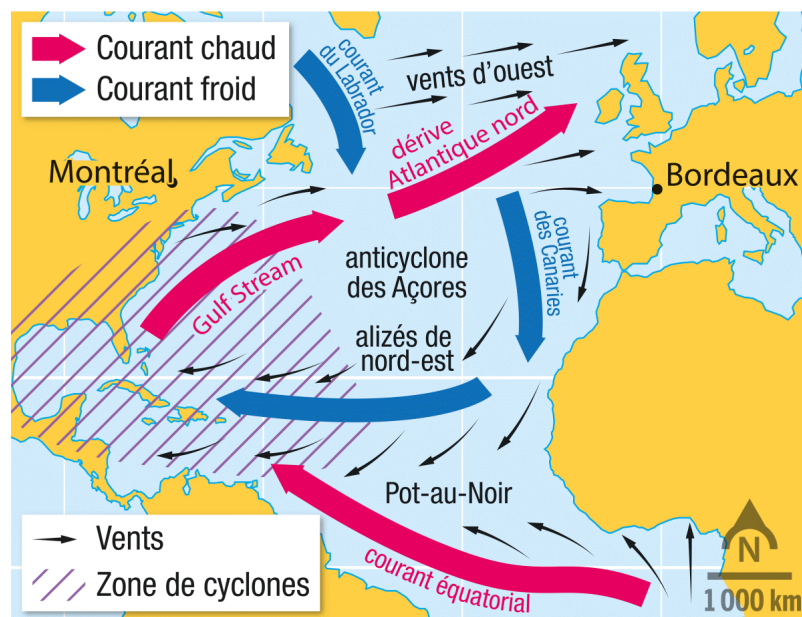 Courant chaud
Courant froid
courant
du Labrador
vents d'ouest
dérive
Atlantique nord
Montréal
Bordeaux
Gulf Stream
anticyclone
des Açores
courant
des Canaries
alizés de
nord-est
Pot-au-Noir
courant équatorial
Vents
Zone de cyclones
N
1 000 km